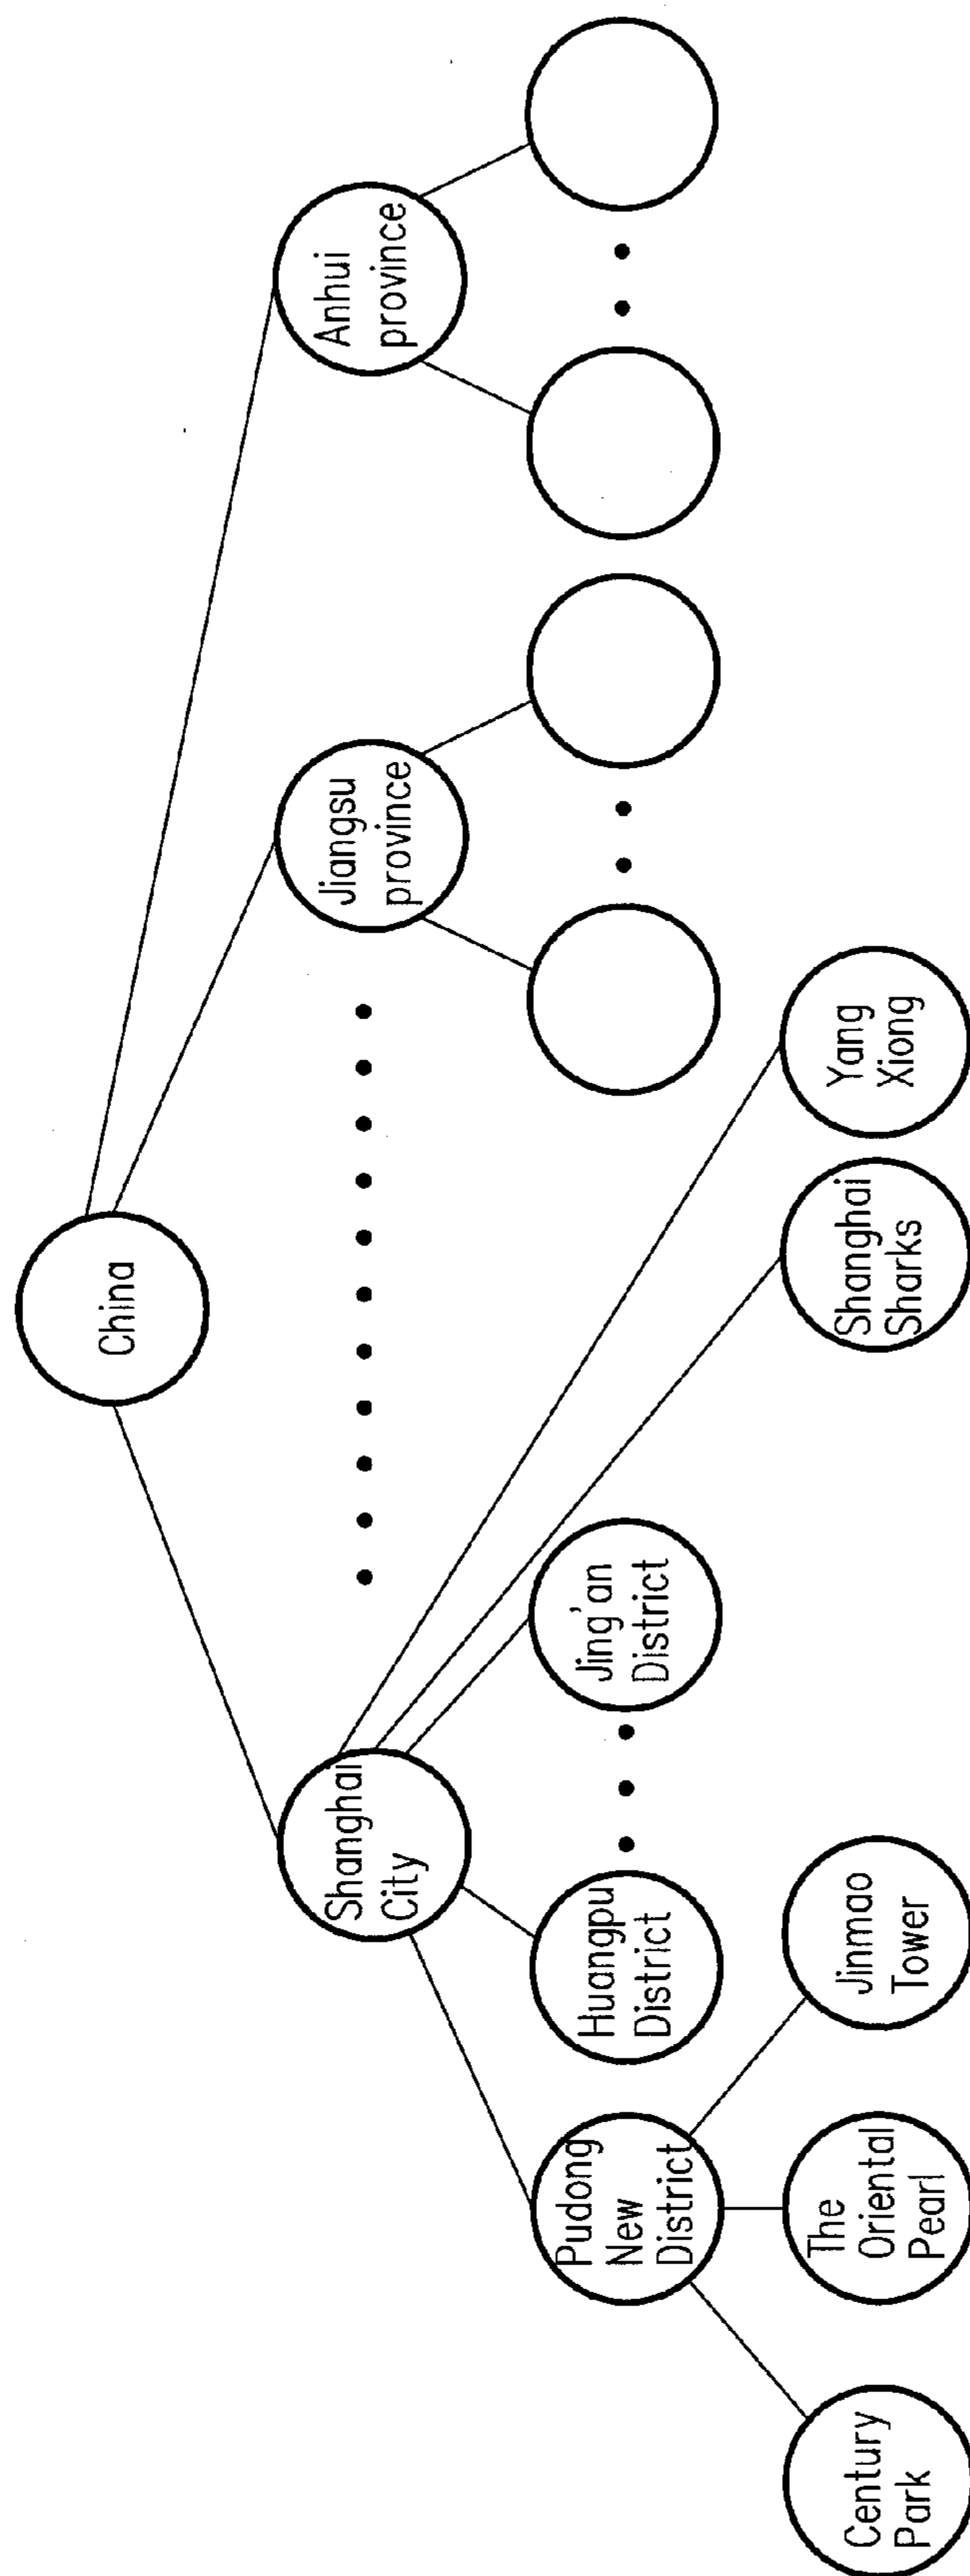 China
Shanghai
City
Jiangsu
province
Anhui
province
Pudong
New
District
Huangpu
District
Jing'an
District
Century
Park
The
Oriental
Pearl
Jinmao
Tower
Shanghai
Sharks
Yang
Xiong